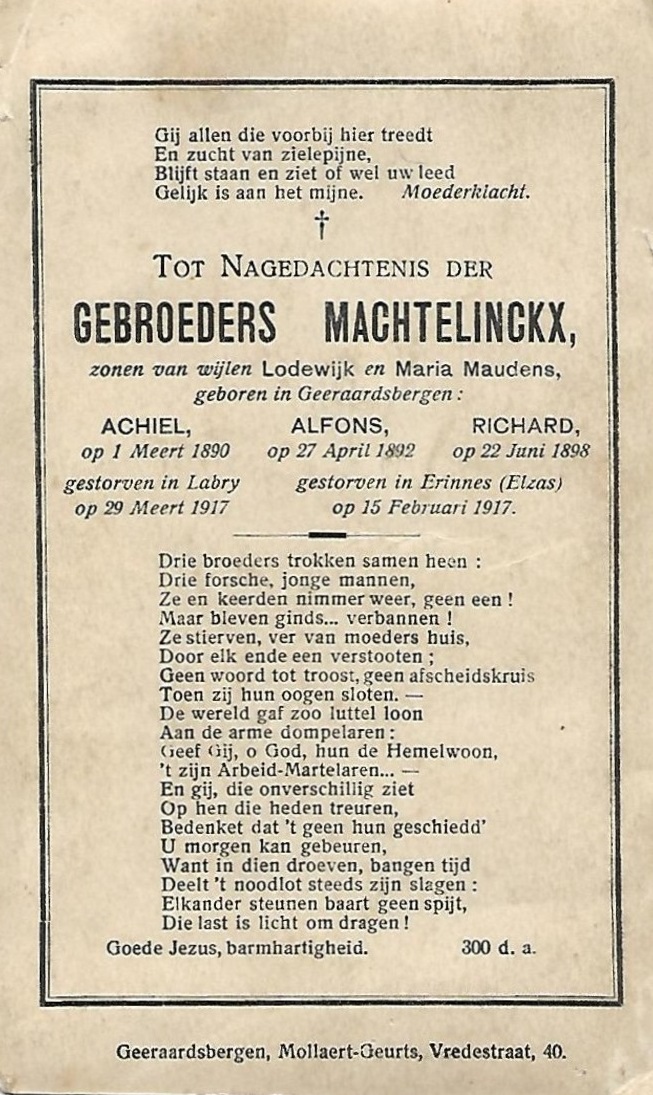 Gij allen die voorbij hier treedt
En zucht van zielepijne,
Blijft staan en ziet of wel uw leed
Gelijk is aan het mijne. Moederklacht.
†
TOT NAGEDACHTENIS DER
GEBROEDERS MACHTELINCKX,
zonen van wijlen Lodewijk en Maria Maudens,
geboren in Geeraardsbergen :
ACHIEL, ALFONS, RICHARD,
op 1 Meert 1890 op 27 April 1892 op 22 Juni 1898
gestorven in Labry gestorven in Erinnes (Elzas)
op 29 Meert 1917 op 15 Februari 1917.
Drie broeders trokken samen heen :
Drie forsche, jonge mannen,
Ze en keerden nimmer weer, geen een !
Maar bleven ginds... verbannen !
Ze stierven, ver van moeders huis,
Door elk ende een verstooten ;
Geen woord tot troost, geen afscheidskruis
Toen zij hun oogen sloten. —
De wereld gaf zoo luttel loon
Aan de arme dompelaren :
Geef Gij, o God, hun de Hemelwoon,
't zijn Arbeid-Martelaren... —
En gij, die onverschillig ziet
Op hen die heden treuren,
Bedenket dat 't geen hun geschiedd'
U morgen kan gebeuren,
Want in dien droeven, bangen tijd
Deelt 't noodlot steeds zijn slagen :
Elkander steunen baart geen spijt,
Die last is licht om dragen !
Goede Jezus, barmhartigheid. 300 d. a.
Geeraardsbergen, Mollaert-Geurts, Vredestraat, 40.